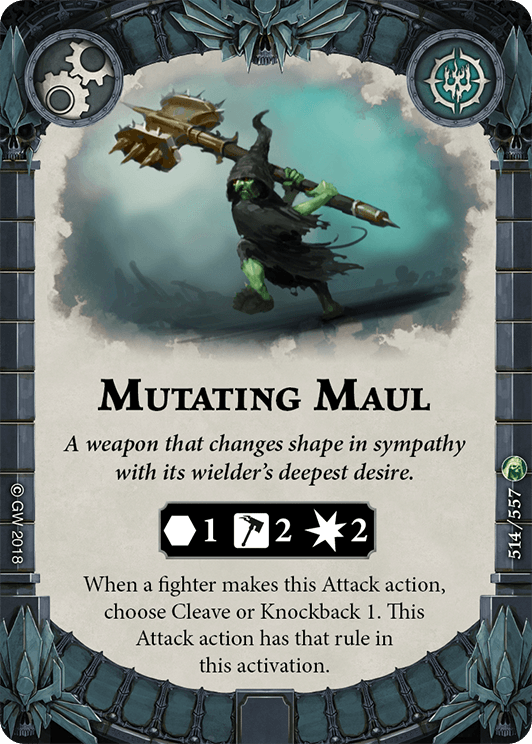 MUTATING MAUL
A weapon that changes shape in sympathy
with its wielder's deepest desire.
1 2 2
When a fighter makes this Attack action,
choose Cleave or Knockback 1. This
Attack action has that rule in
this activation.
© GW 2018
514/557